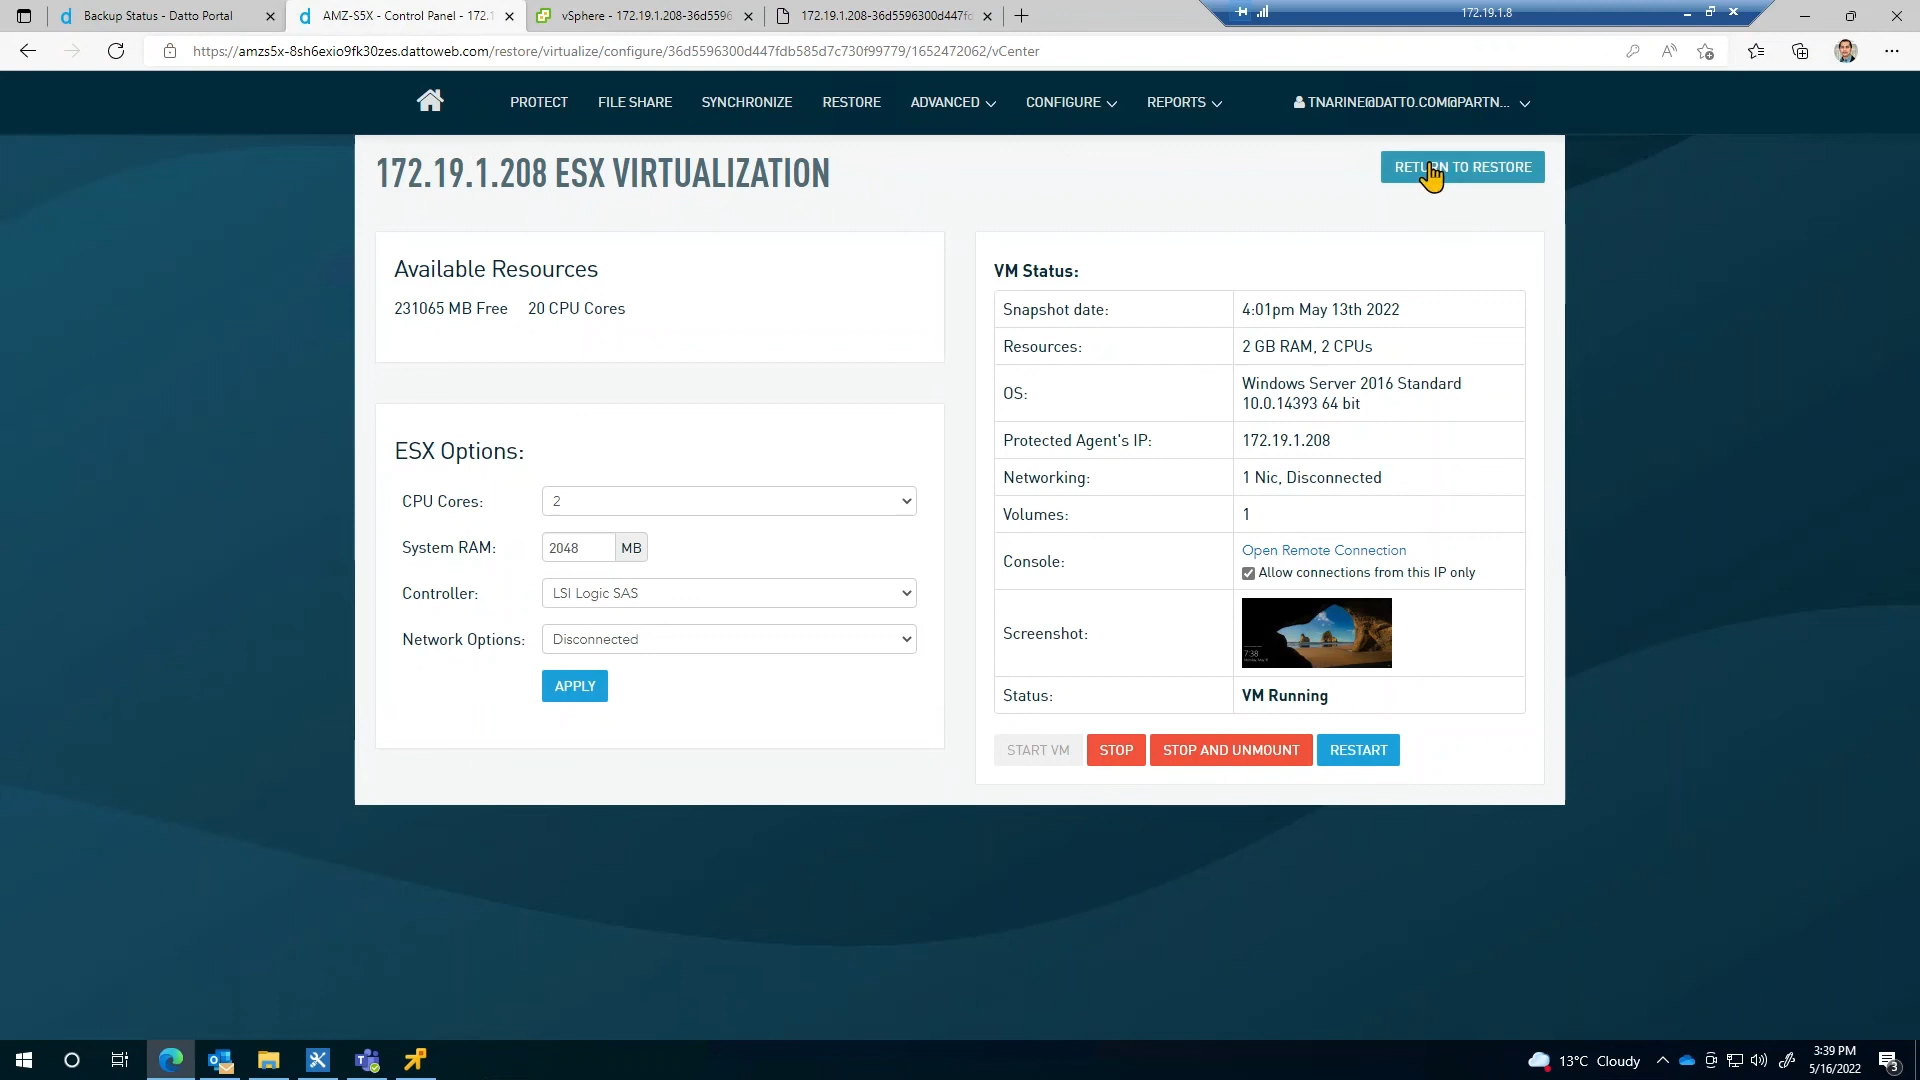 Backup Status - Datto Portal
AMZ-S5X - Control Panel - 172.1
vSphere - 172.19.1.208-36d5596
172.19.1.208-36d5596300d447fd
172.19.1.8
https://amzs5x-8sh6exio9fk30zes.dattoweb.com/restore/virtualize/configure/36d5596300d447fdb585d7c730f99779/1652472062/vCenter
PROTECT
FILE SHARE
SYNCHRONIZE
RESTORE
ADVANCED
CONFIGURE
REPORTS
TNARINE@DATTO.COM@PARTN...
172.19.1.208 ESX VIRTUALIZATION
RETURN TO RESTORE
Available Resources
231065 MB Free 20 CPU Cores
ESX Options:
CPU Cores: 2
System RAM: 2048 MB
Controller: LSI Logic SAS
Network Options: Disconnected
APPLY
VM Status:
Snapshot date: 4:01pm May 13th 2022
Resources: 2 GB RAM, 2 CPUs
OS: Windows Server 2016 Standard
10.0.14393 64 bit
Protected Agent's IP: 172.19.1.208
Networking: 1 Nic, Disconnected
Volumes: 1
Console: Open Remote Connection
Allow connections from this IP only
Screenshot:
7:38
Status: VM Running
START VM STOP STOP AND UNMOUNT RESTART
13°C Cloudy
3:39 PM
5/16/2022
3